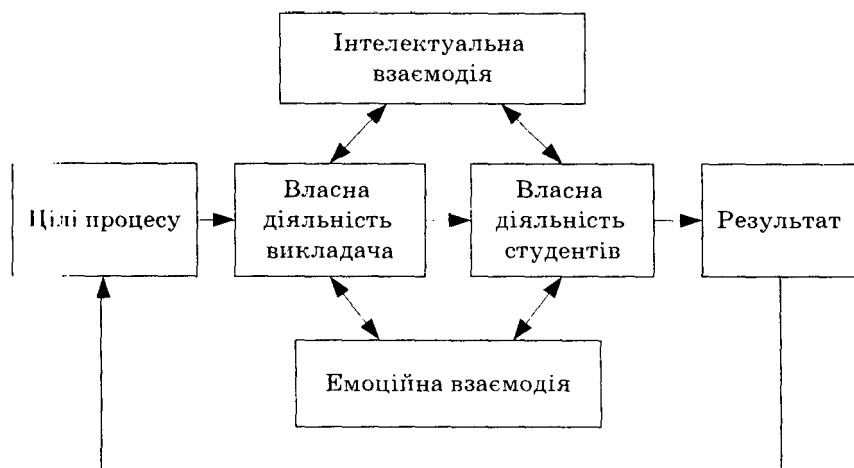 Інтелектуальна
взаємодія
Цілі процесу
Власна
діяльність
викладача
Власна
діяльність
студентів
Результат
Емоційна взаємодія